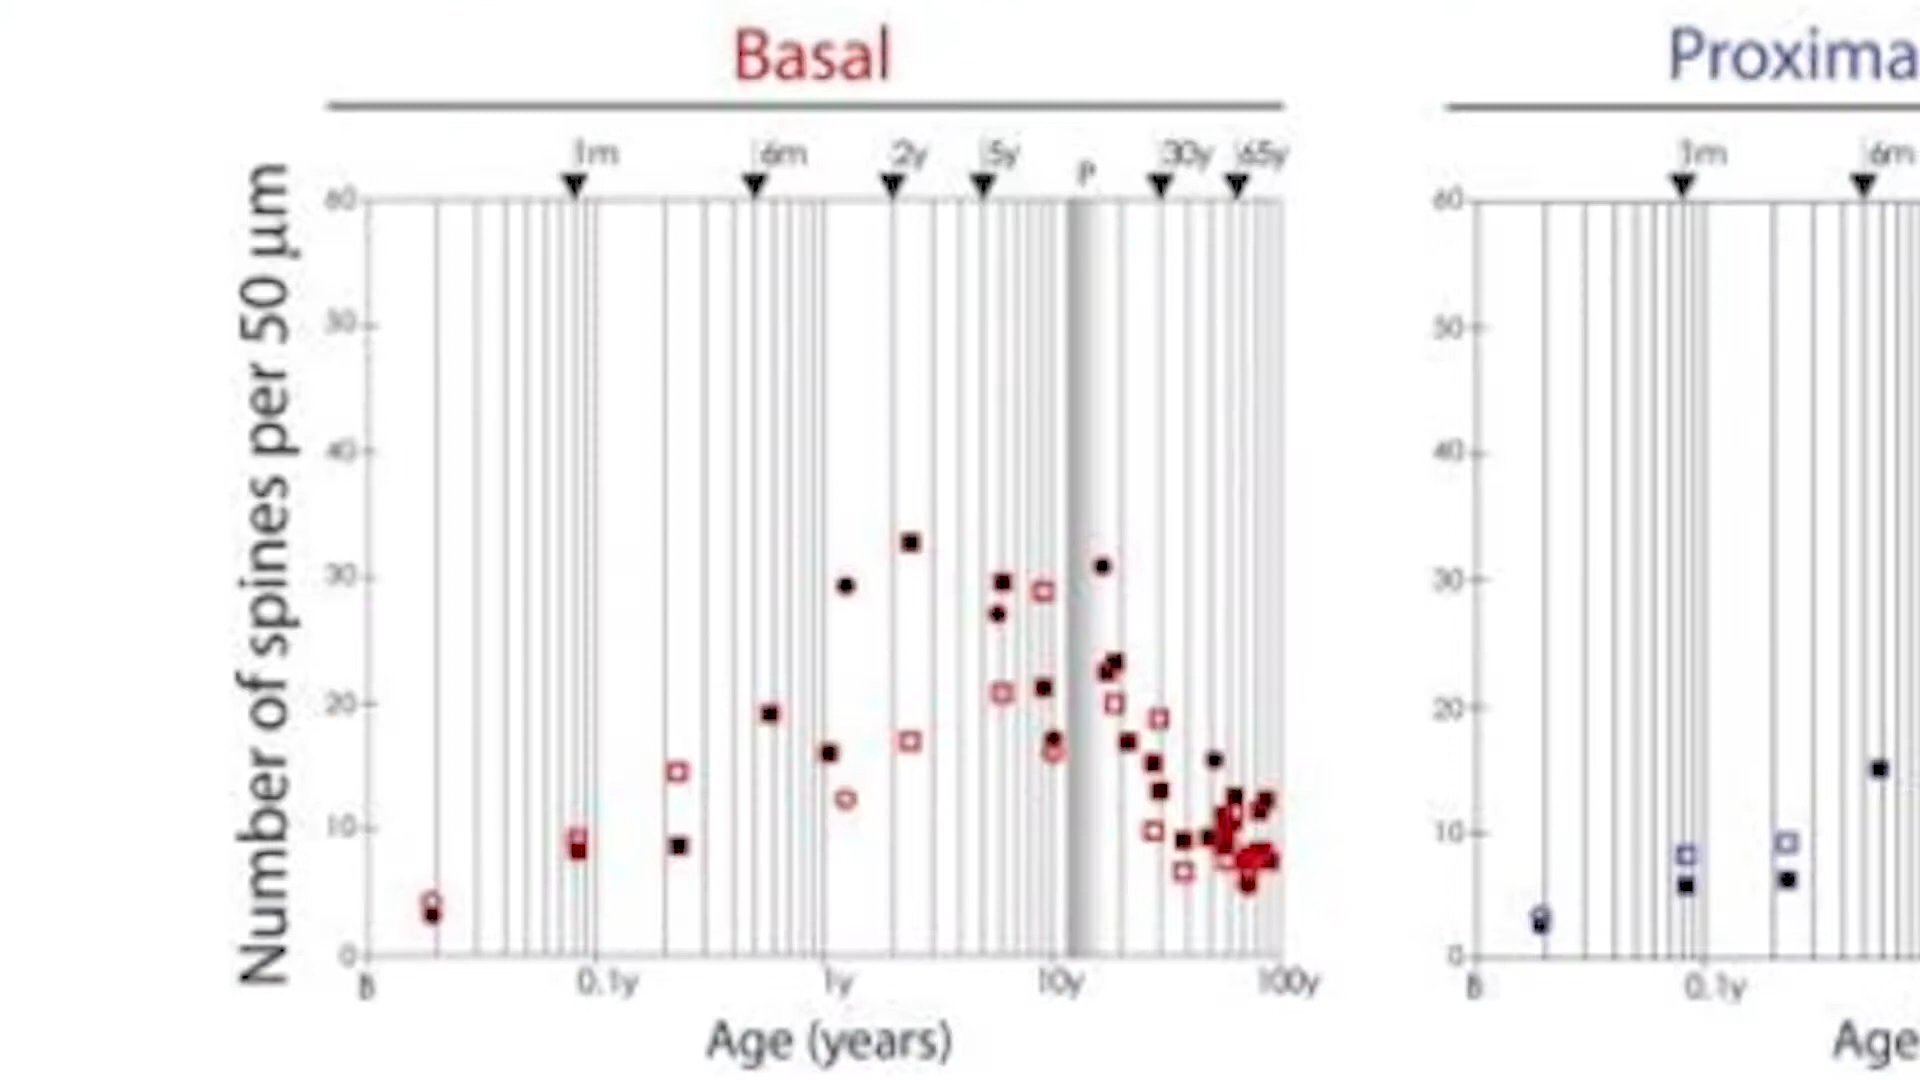 Basal
Proxima
1m 6m 2y 5y P 30y 65y
1m 6m
Number of spines per 50 µm
60
50
40
30
20
10
0
B 0.1y 1y 10y 100y
Age (years)
60
50
40
30
20
10
0
B 0.1y
Age